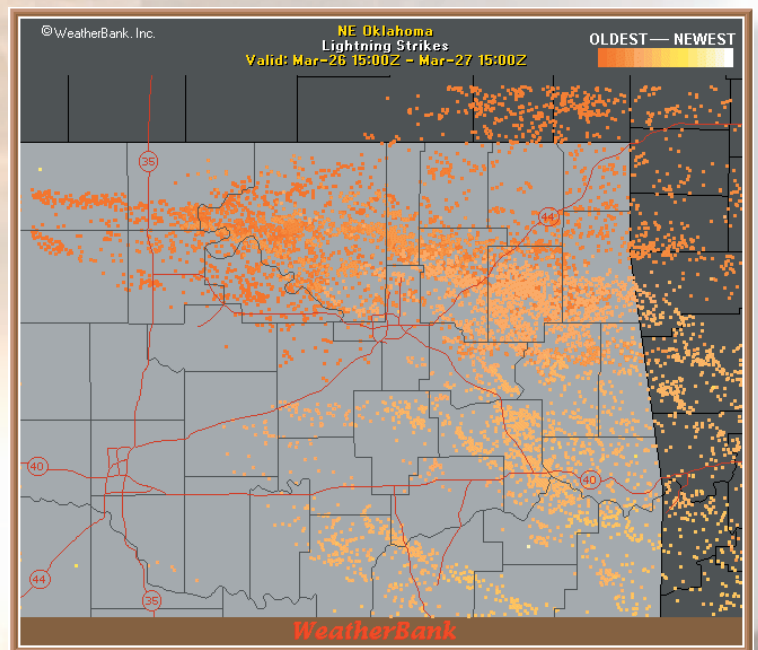 © WeatherBank, Inc.
NE Oklahoma
Lightning Strikes
Valid: Mar-26 15:00Z - Mar-27 15:00Z
OLDEST — NEWEST
35
44
40
40
44
35
WeatherBank